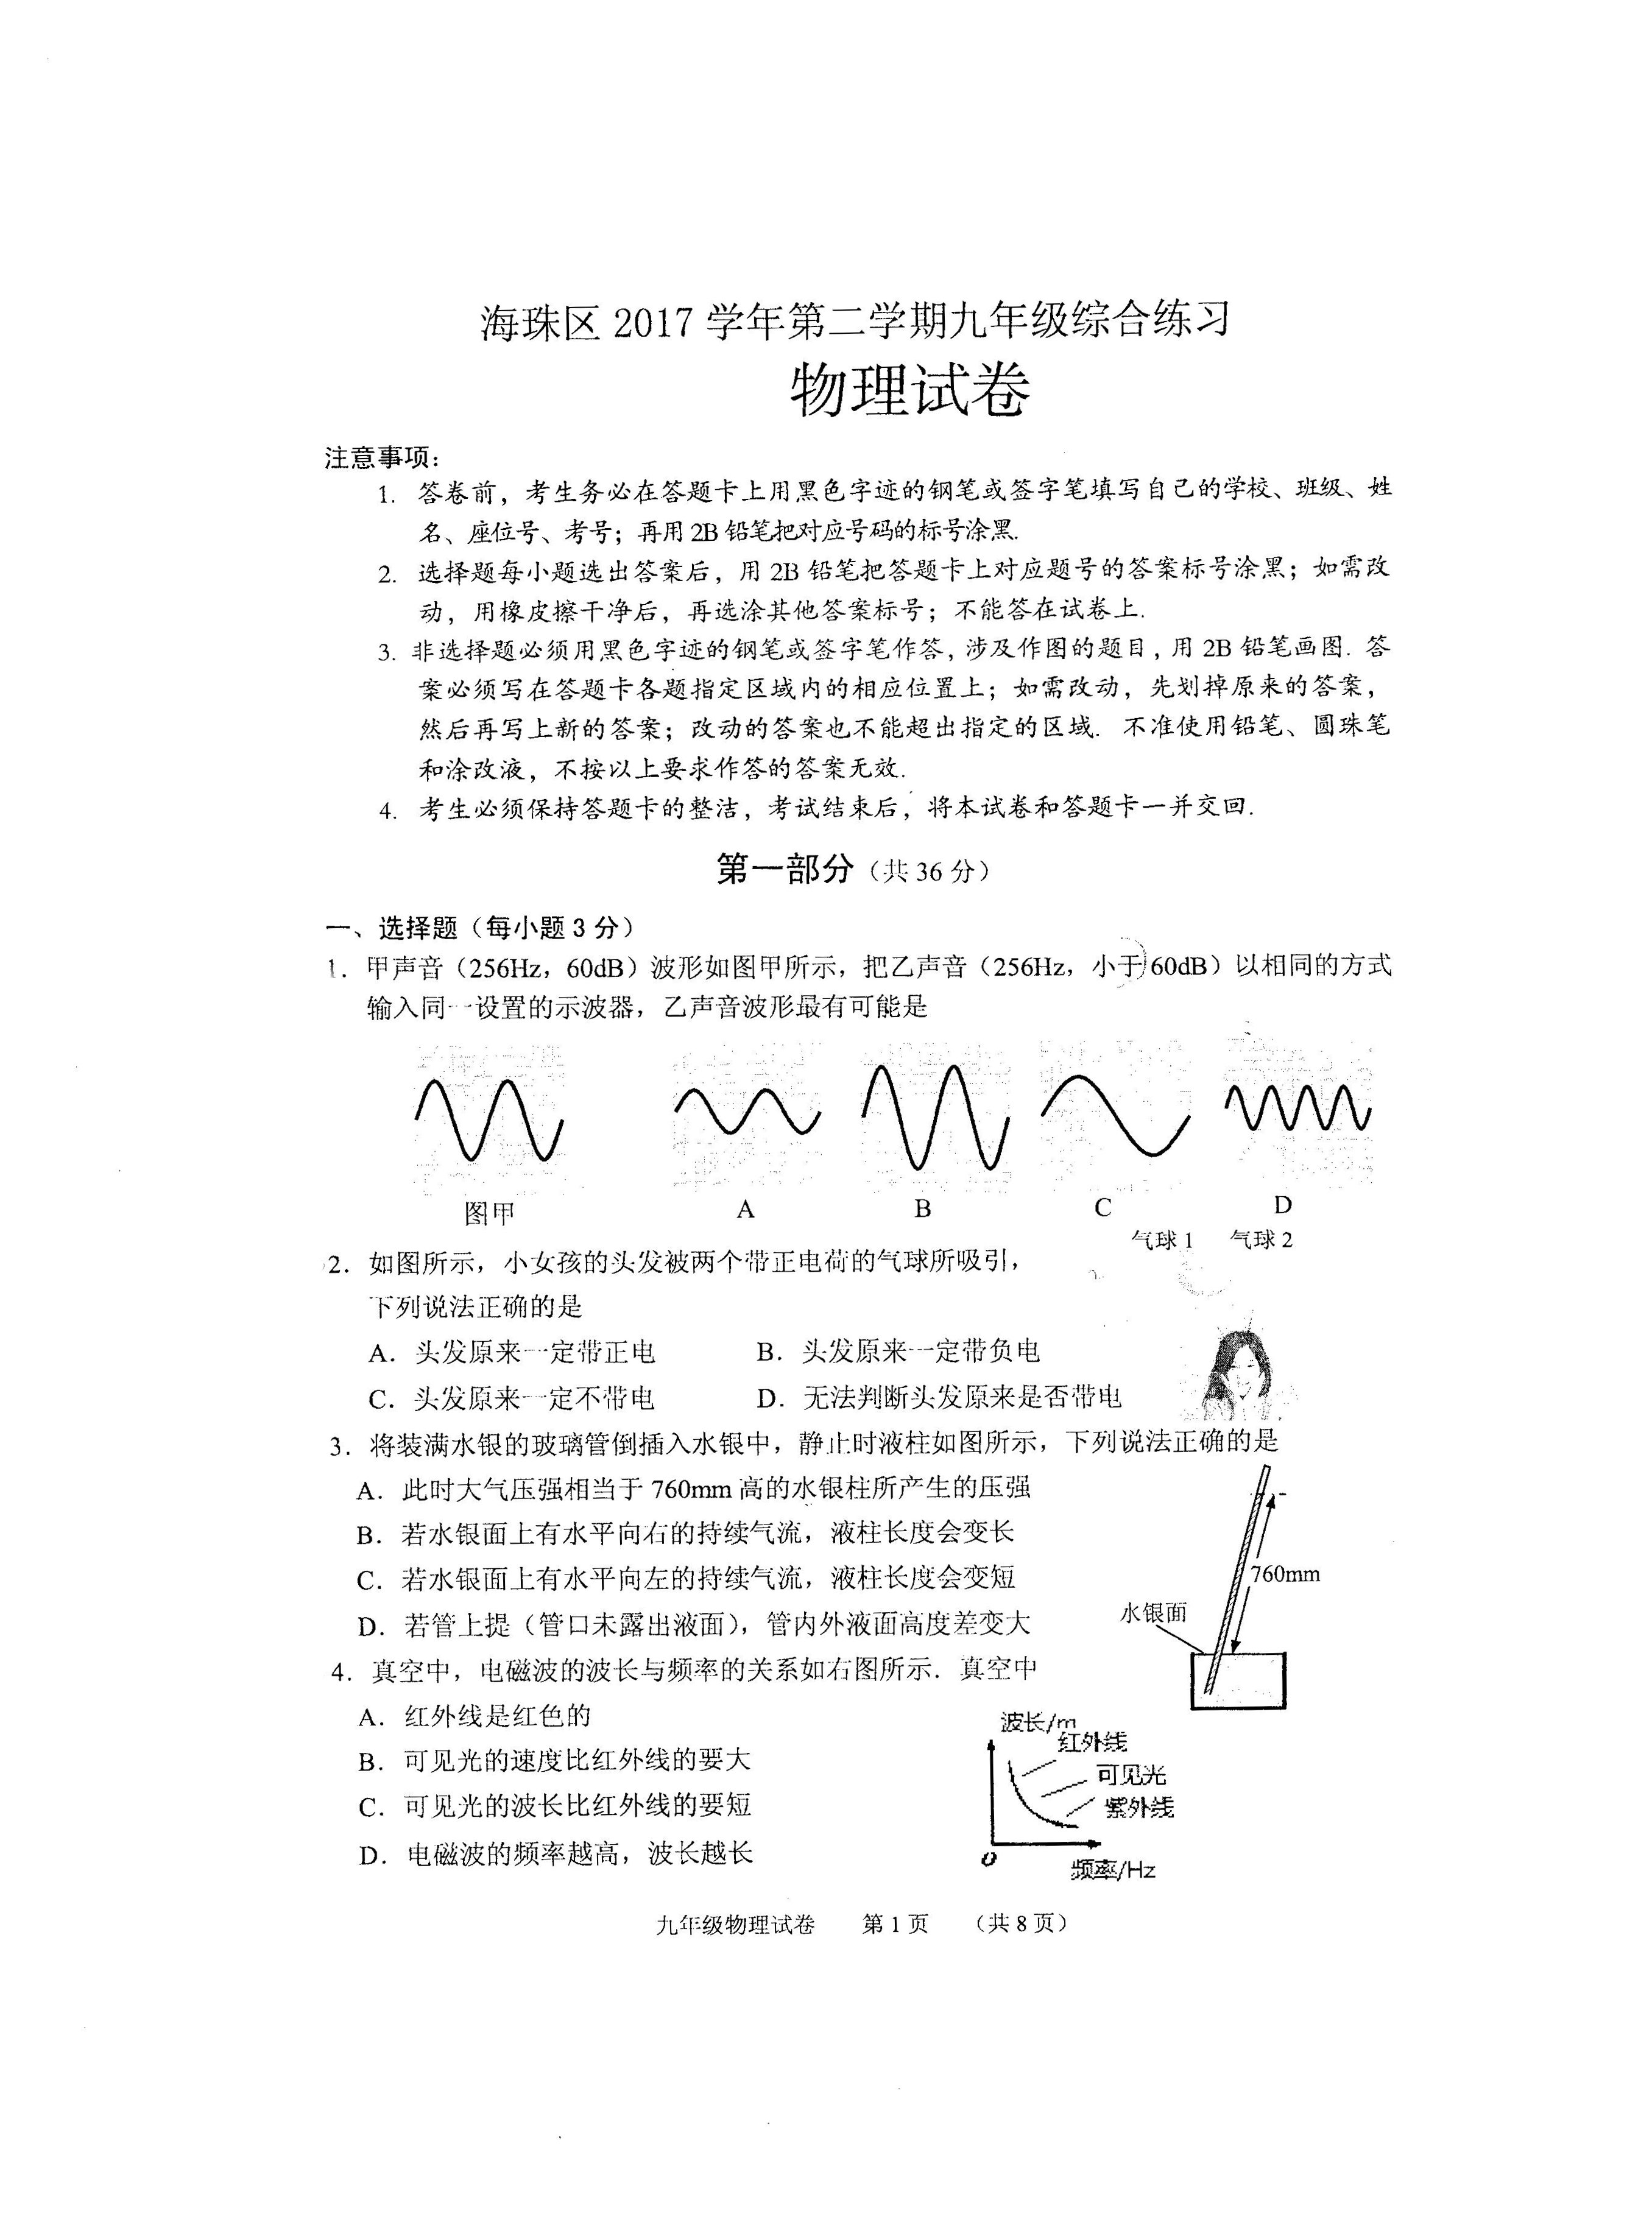 海珠区 2017 学年第二学期九年级综合练习
物理试卷
注意事项：
1. 答卷前，考生务必在答题卡上用黑色字迹的钢笔或签字笔填写自己的学校、班级、姓
名、座位号、考号；再用 2B 铅笔把对应号码的标号涂黑.
2. 选择题每小题选出答案后，用 2B 铅笔把答题卡上对应题号的答案标号涂黑；如需改
动，用橡皮擦干净后，再选涂其他答案标号；不能答在试卷上.
3. 非选择题必须用黑色字迹的钢笔或签字笔作答，涉及作图的题目，用 2B 铅笔画图. 答
案必须写在答题卡各题指定区域内的相应位置上；如需改动，先划掉原来的答案，
然后再写上新的答案；改动的答案也不能超出指定的区域. 不准使用铅笔、圆珠笔
和涂改液，不按以上要求作答的答案无效.
4. 考生必须保持答题卡的整洁，考试结束后，将本试卷和答题卡一并交回.
第一部分（共 36 分）
一、选择题（每小题 3 分）
1. 甲声音（256Hz，60dB）波形如图甲所示，把乙声音（256Hz，小于 60dB）以相同的方式
输入同一设置的示波器，乙声音波形最有可能是
图甲 A B C D
2. 如图所示，小女孩的头发被两个带正电荷的气球所吸引，
下列说法正确的是
A. 头发原来一定带正电 B. 头发原来一定带负电
C. 头发原来一定不带电 D. 无法判断头发原来是否带电
气球 1 气球 2
3. 将装满水银的玻璃管倒插入水银中，静止时液柱如图所示，下列说法正确的是
A. 此时大气压强相当于 760mm 高的水银柱所产生的压强
B. 若水银面上有水平向右的持续气流，液柱长度会变长
C. 若水银面上有水平向左的持续气流，液柱长度会变短
D. 若管上提（管口未露出液面），管内外液面高度差变大
760mm
水银面
4. 真空中，电磁波的波长与频率的关系如右图所示. 真空中
A. 红外线是红色的
B. 可见光的速度比红外线的要大
C. 可见光的波长比红外线的要短
D. 电磁波的频率越高，波长越长
波长/m
红外线
可见光
紫外线
O
频率/Hz
九年级物理试卷 第 1 页 （共 8 页）